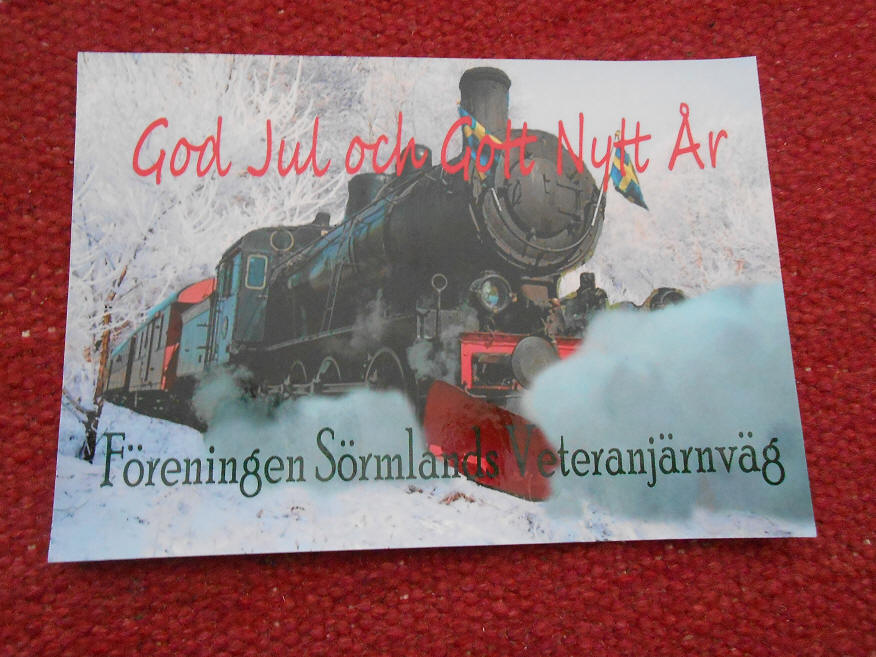 God Jul och Gott Nytt År
Föreningen Sörmlands Veteranjärnväg